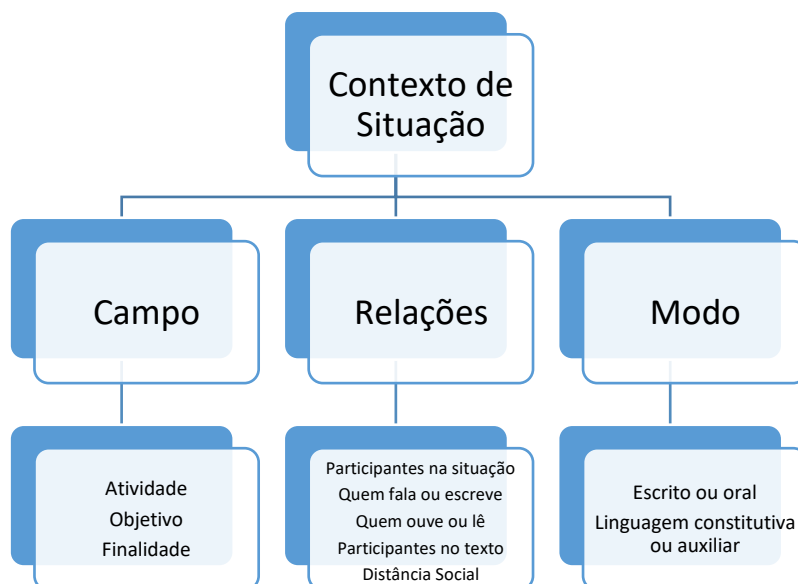 Contexto de
Situação
Campo
Relações
Modo
Atividade
Objetivo
Finalidade
Participantes na situação
Quem fala ou escreve
Quem ouve ou lê
Participantes no texto
Distância Social
Escrito ou oral
Linguagem constitutiva
ou auxiliar